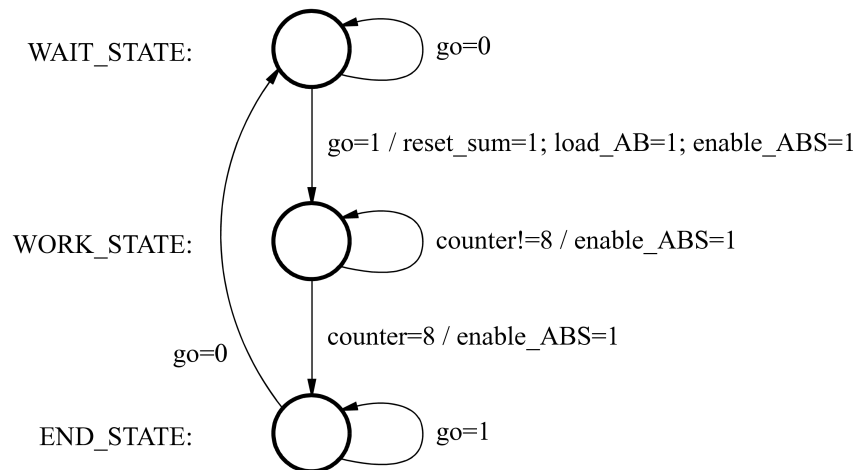 WAIT_STATE:
go=0
go=1 / reset_sum=1; load_AB=1; enable_ABS=1
WORK_STATE:
counter!=8 / enable_ABS=1
counter=8 / enable_ABS=1
go=0
END_STATE:
go=1